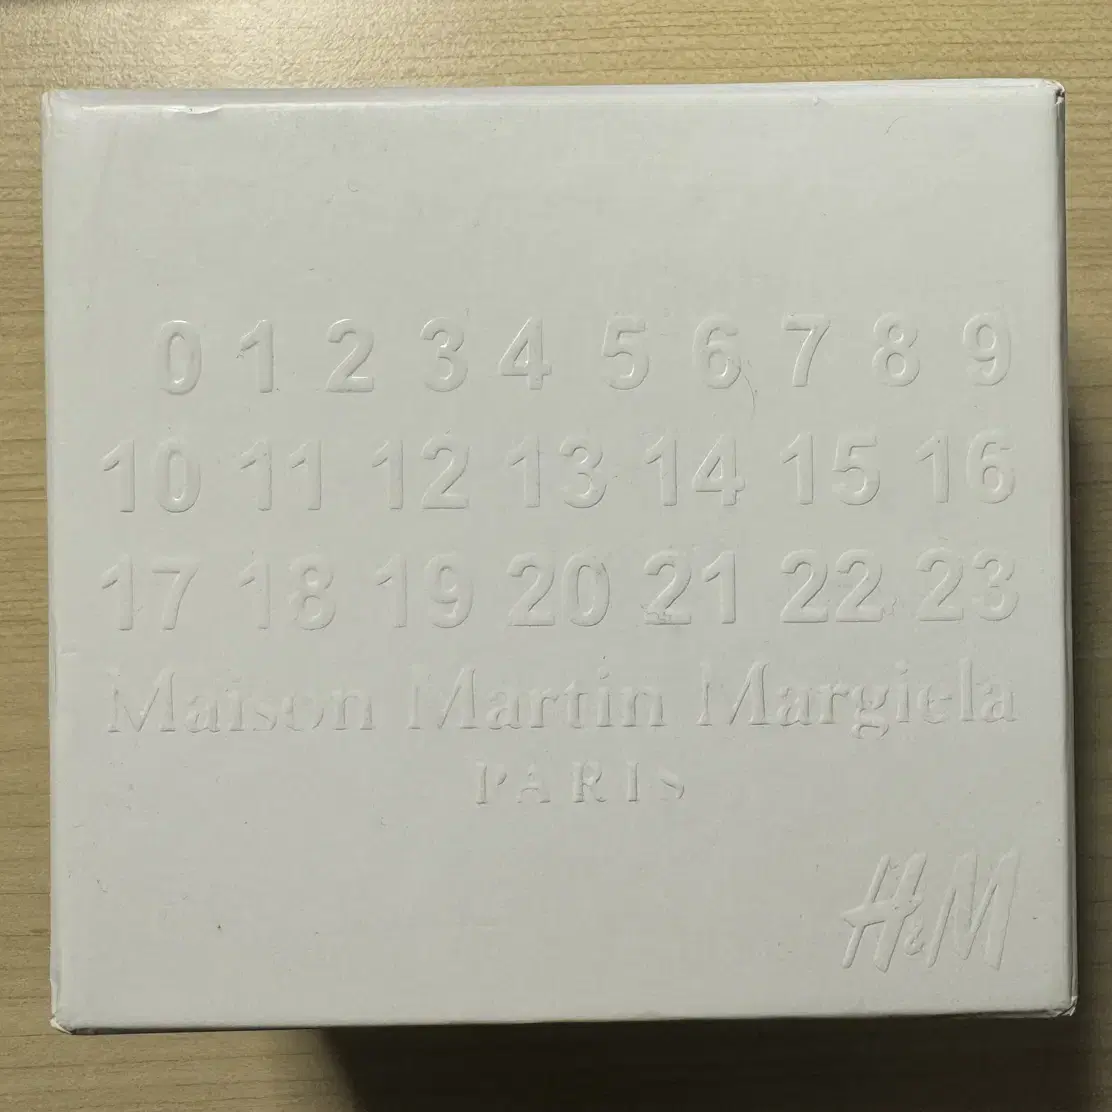 0 1 2 3 4 5 6 7 8 9
10 11 12 13 14 15 16
17 18 19 20 21 22 23
Maison Martin Margiela
PARIS
H&M